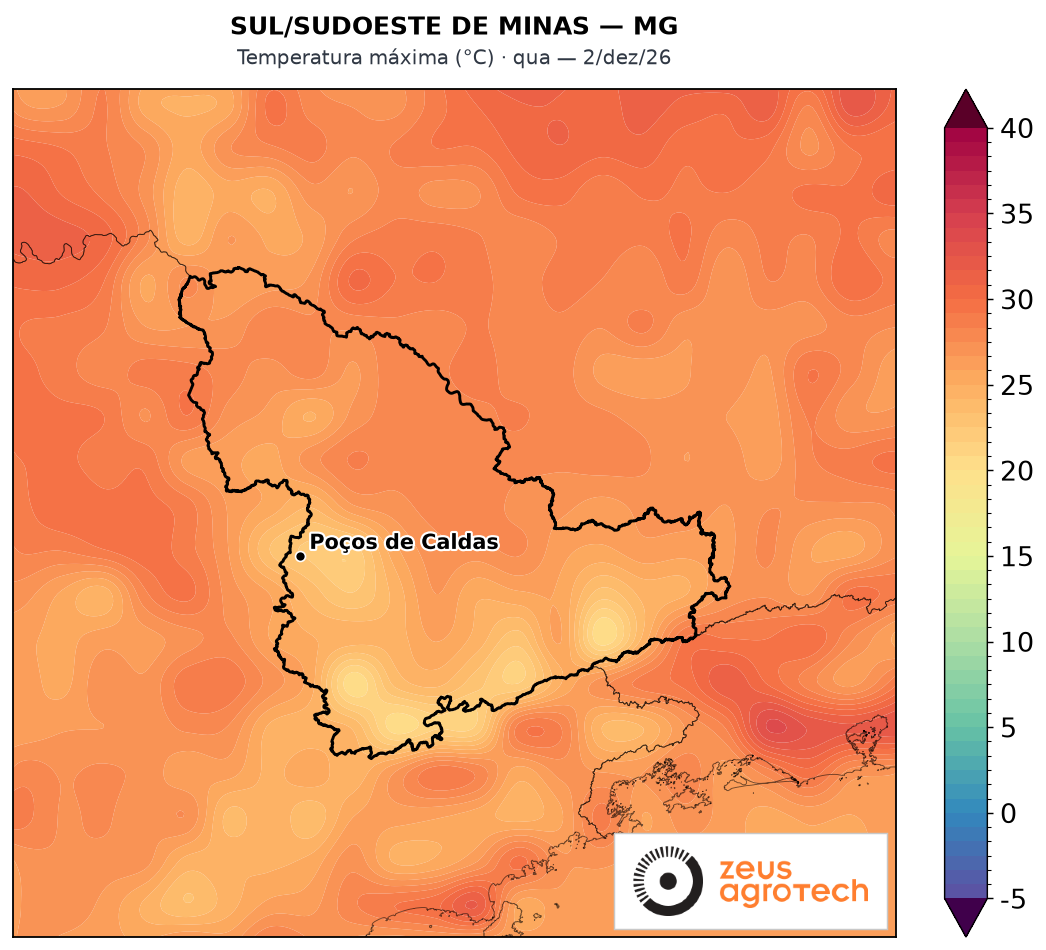 SUL/SUDOESTE DE MINAS — MG
Temperatura máxima (°C) · qua — 2/dez/26
40
35
30
25
20
15
10
5
0
-5
Poços de Caldas
zeus
agrotech